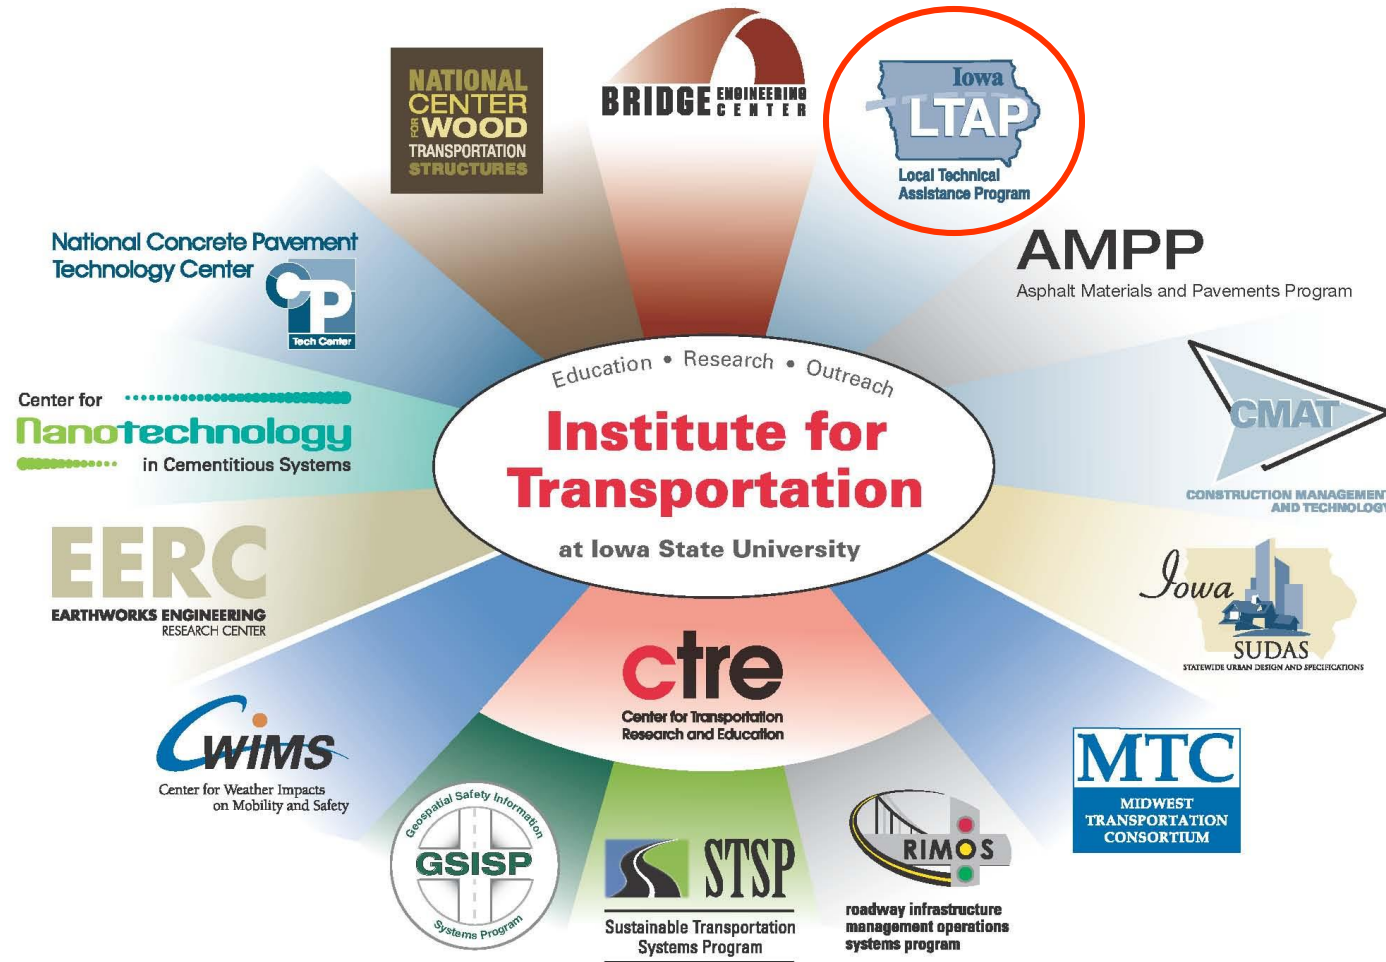 NATIONAL
CENTER
FOR WOOD
TRANSPORTATION
STRUCTURES
BRIDGE ENGINEERING
CENTER
Iowa
LTAP
Local Technical
Assistance Program
National Concrete Pavement
Technology Center
CP
Tech Center
AMPP
Asphalt Materials and Pavements Program
Center for
Nanotechnology
in Cementitious Systems
Education • Research • Outreach
Institute for
Transportation
at Iowa State University
CMAT
CONSTRUCTION MANAGEMENT
AND TECHNOLOGY
EERC
EARTHWORKS ENGINEERING
RESEARCH CENTER
Iowa
SUDAS
STATEWIDE URBAN DESIGN AND SPECIFICATIONS
ctre
Center for Transportation
Research and Education
CWIMS
Center for Weather Impacts
on Mobility and Safety
MTC
MIDWEST
TRANSPORTATION
CONSORTIUM
Geospatial Safety Information
GSISP
Systems Program
STSP
Sustainable Transportation
Systems Program
RIMOS
roadway infrastructure
management operations
systems program